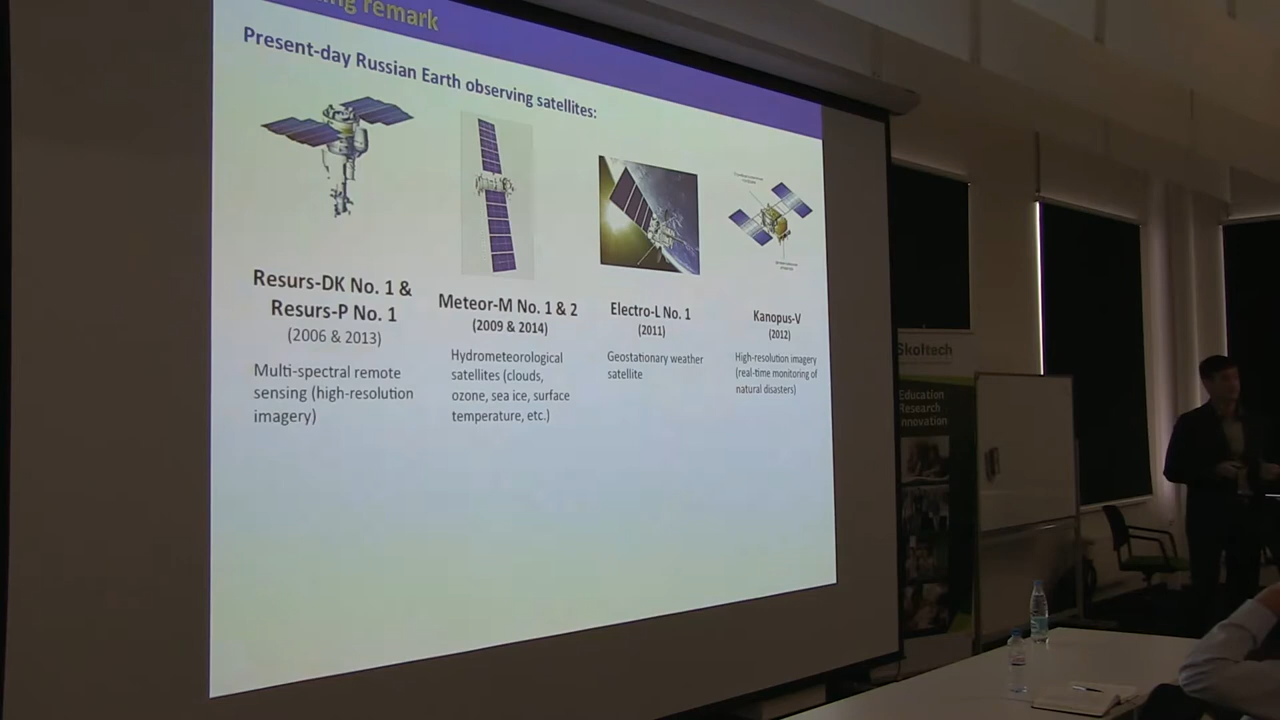 remark
Present-day Russian Earth observing satellites:
Resurs-DK No. 1 &
Resurs-P No. 1
(2006 & 2013)
Multi-spectral remote
sensing (high-resolution
imagery)
Meteor-M No. 1 & 2
(2009 & 2014)
Hydrometeorological
satellites (clouds,
ozone, sea ice, surface
temperature, etc.)
Electro-L No. 1
(2011)
Geostationary weather
satellite
Kanopus-V
(2012)
High-resolution imagery
(real-time monitoring of
natural disasters)
Skoltech
Education
Research
Innovation